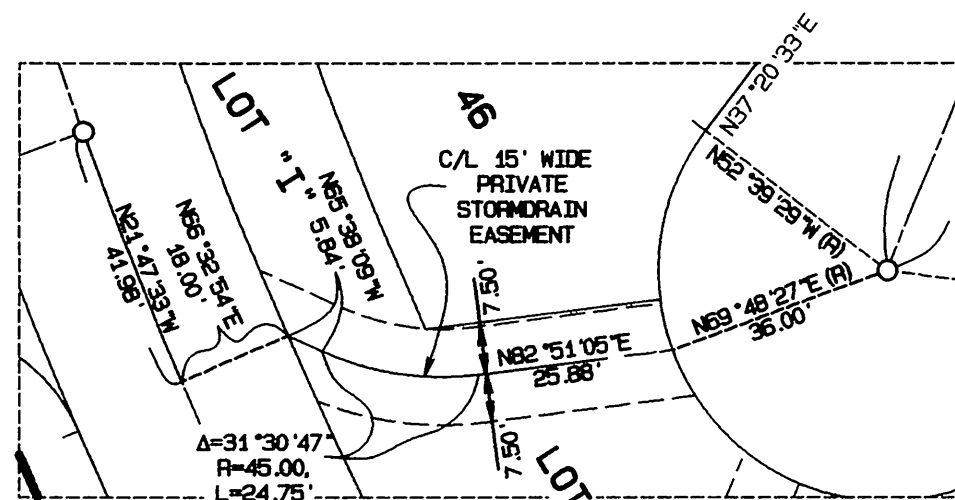 LOT "I"
46
C/L 15' WIDE
PRIVATE
STORMDRAIN
EASEMENT
N37°20'33"E
N52°39'29"W (R)
N69°48'27"E (R)
36.00'
N21°47'33"W
41.98'
N66°32'54"E
18.00'
N65°38'09"W
5.84'
7.50'
N82°51'05"E
25.88'
7.50'
Δ=31°30'47"
R=45.00,
L=24.75'
LOT